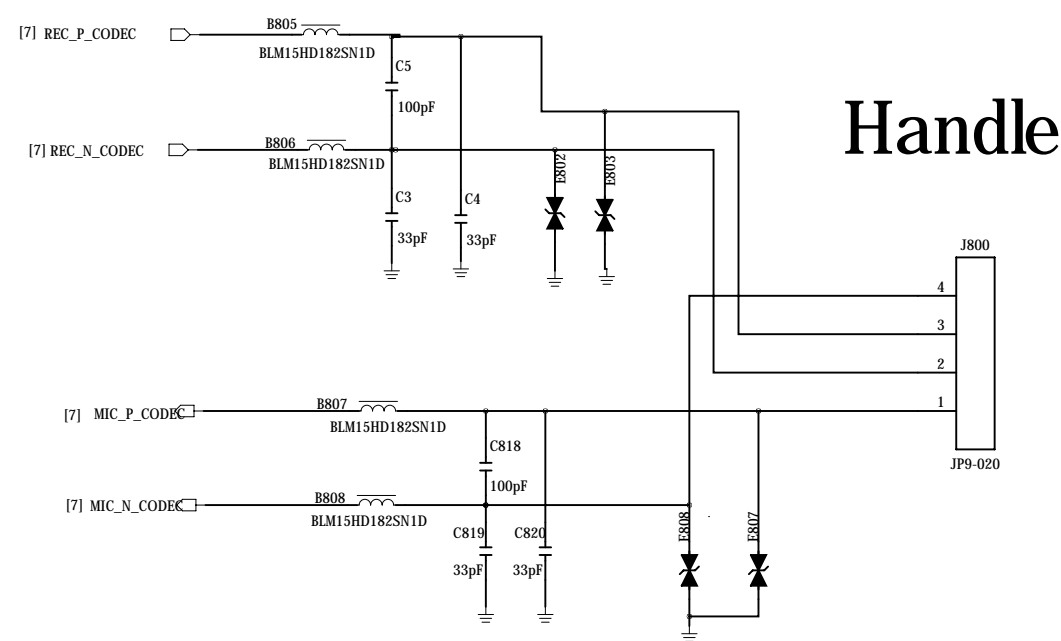 [7] REC_P_CODEC
B805
BLM15HD182SN1D
C5
100pF
Handle
[7] REC_N_CODEC
B806
BLM15HD182SN1D
E802
E803
C3
33pF
C4
33pF
J800
4
3
2
1
JP9-020
[7] MIC_P_CODEC
B807
BLM15HD182SN1D
C818
100pF
[7] MIC_N_CODEC
B808
BLM15HD182SN1D
C819
33pF
C820
33pF
E808
E807